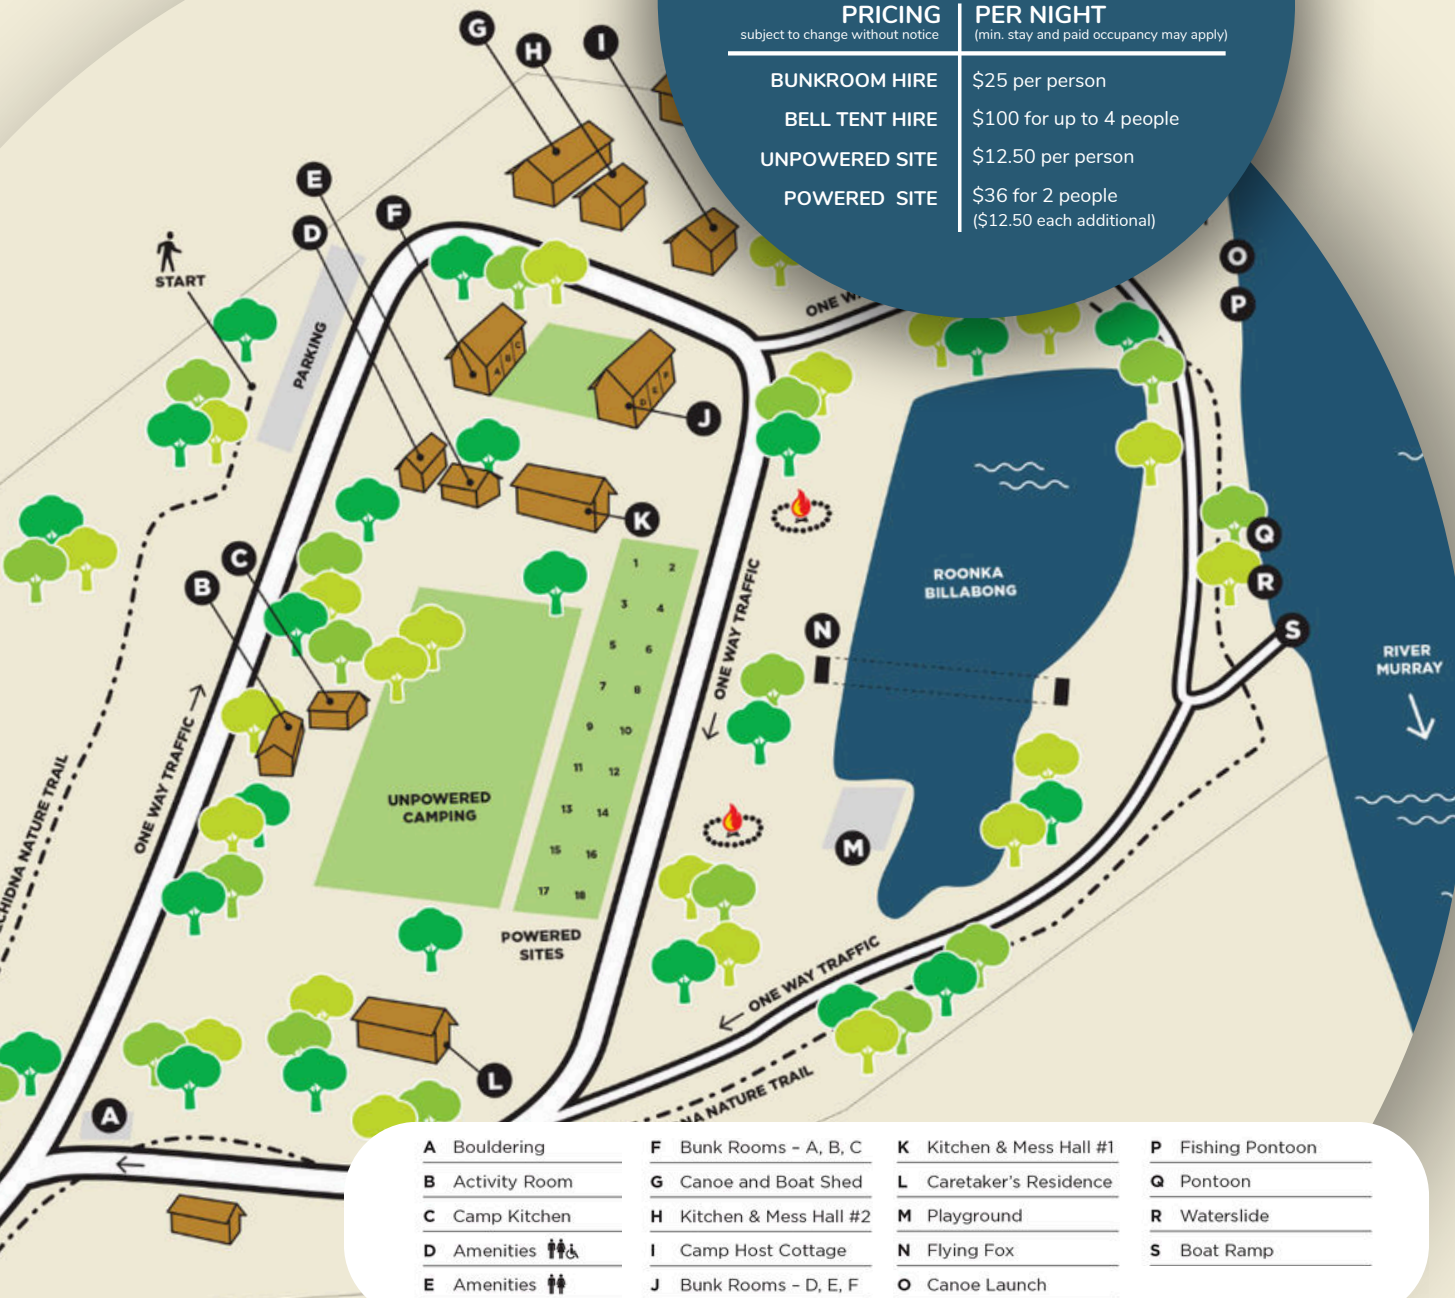 PRICING
subject to change without notice
PER NIGHT
(min. stay and paid occupancy may apply)
BUNKROOM HIRE
$25 per person
BELL TENT HIRE
$100 for up to 4 people
UNPOWERED SITE
$12.50 per person
POWERED SITE
$36 for 2 people
($12.50 each additional)
G
H
I
E
D
F
START
PARKING
ONE
O
P
A
B
C
D
E
F
J
K
C
B
1
2
3
4
5
6
7
8
9
10
11
12
13
14
15
16
17
18
ONE WAY TRAFFIC
ROONKA
BILLABONG
Q
R
S
N
RIVER
MURRAY
ONE WAY TRAFFIC
NATURE TRAIL
UNPOWERED
CAMPING
M
POWERED
SITES
ONE WAY TRAFFIC
L
NATURE TRAIL
A
A Bouldering
B Activity Room
C Camp Kitchen
D Amenities
E Amenities
F Bunk Rooms – A, B, C
G Canoe and Boat Shed
H Kitchen & Mess Hall #2
I Camp Host Cottage
J Bunk Rooms – D, E, F
K Kitchen & Mess Hall #1
L Caretaker's Residence
M Playground
N Flying Fox
O Canoe Launch
P Fishing Pontoon
Q Pontoon
R Waterslide
S Boat Ramp